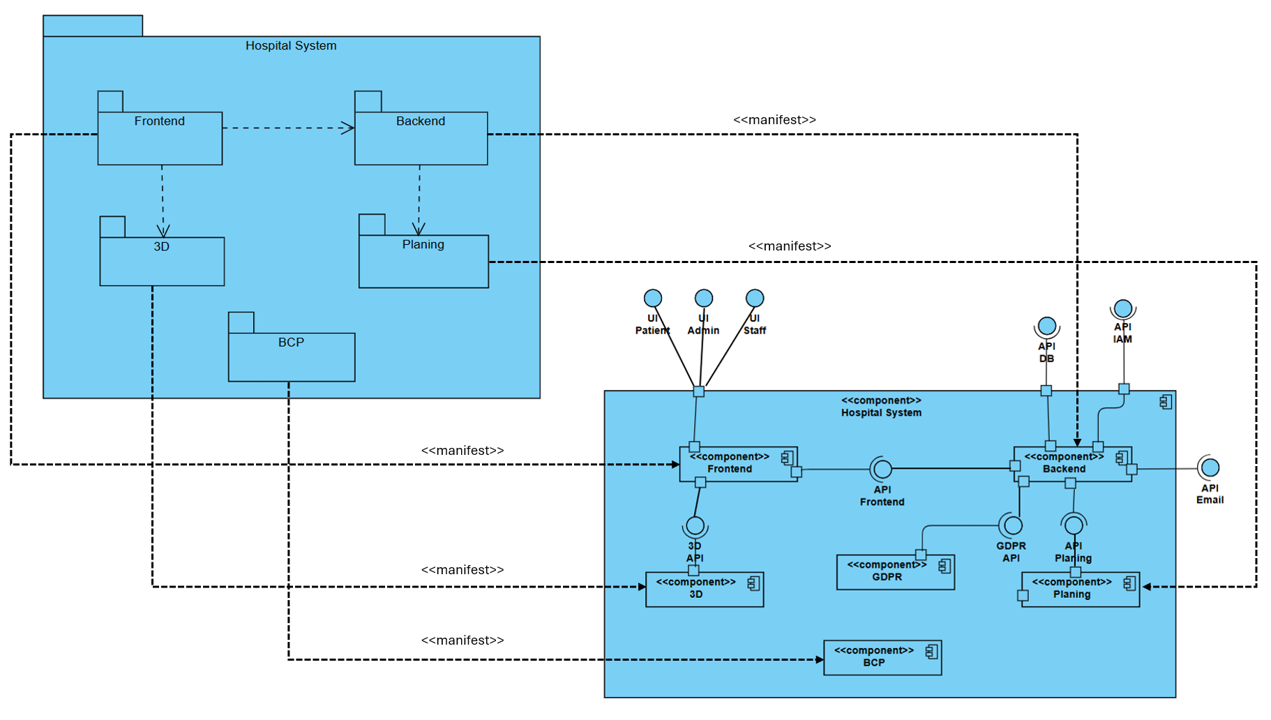 Hospital System
Frontend
Backend
<<manifest>>
3D
Planing
<<manifest>>
BCP
UI
Patient
UI
Admin
UI
Staff
API
DB
API
IAM
<<component>>
Hospital System
<<manifest>>
<<component>>
Frontend
API
Frontend
<<component>>
Backend
API
Email
3D
API
GDPR
API
API
Planing
<<manifest>>
<<component>>
3D
<<component>>
GDPR
<<component>>
Planing
<<manifest>>
<<component>>
BCP